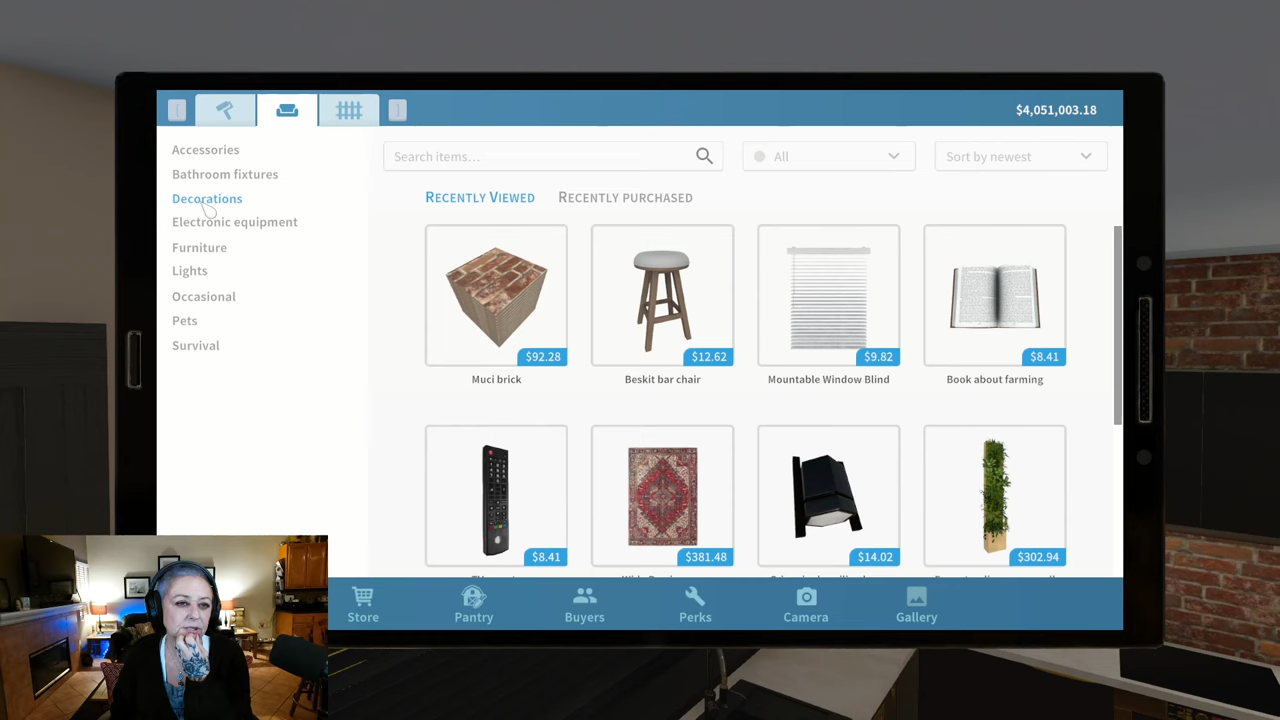 $4,051,003.18
Accessories
Bathroom fixtures
Decorations
Electronic equipment
Furniture
Lights
Occasional
Pets
Survival
Search items...
All
Sort by newest
RECENTLY VIEWED
RECENTLY PURCHASED
$92.28
$12.62
$9.82
$8.41
Muci brick
Beskit bar chair
Mountable Window Blind
Book about farming
$8.41
$381.48
$14.02
$302.94
Store
Pantry
Buyers
Perks
Camera
Gallery